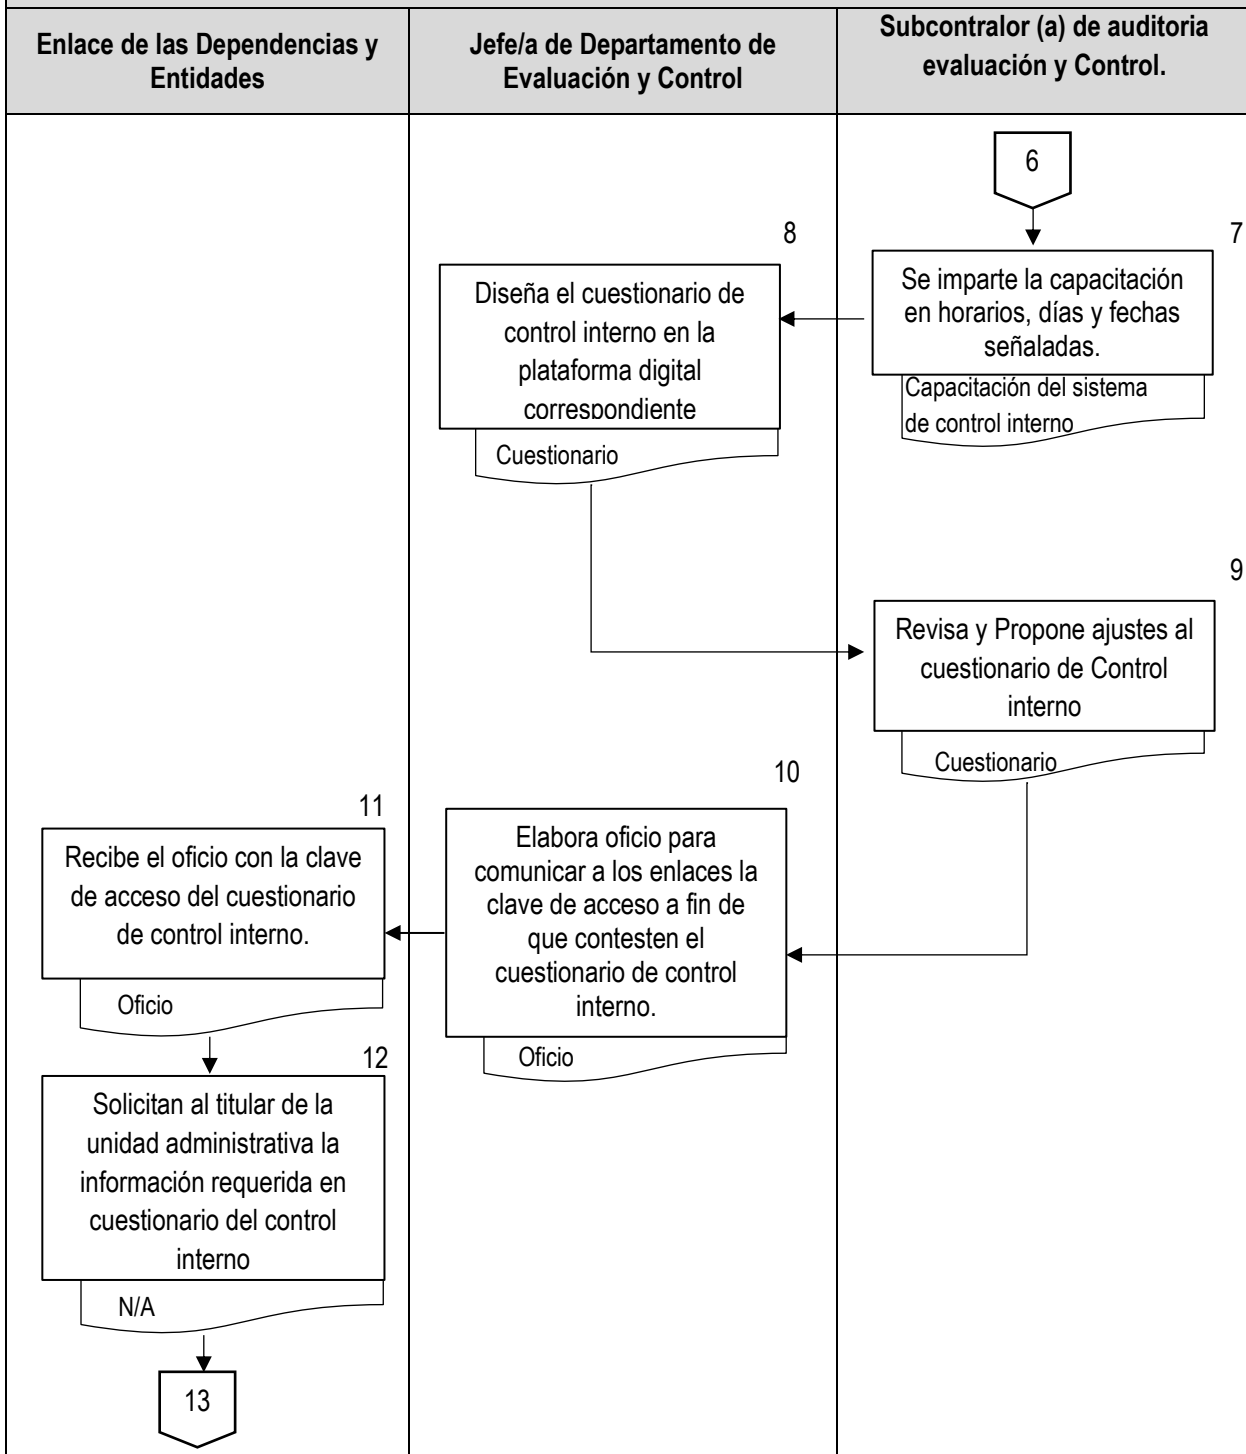 Enlace de las Dependencias y
Entidades
Jefe/a de Departamento de
Evaluación y Control
Subcontralor (a) de auditoria
evaluación y Control.
6
7
Se imparte la capacitación
en horarios, días y fechas
señaladas.
Capacitación del sistema
de control interno
8
Diseña el cuestionario de
control interno en la
plataforma digital
correspondiente
Cuestionario
9
Revisa y Propone ajustes al
cuestionario de Control
interno
Cuestionario
10
Elabora oficio para
comunicar a los enlaces la
clave de acceso a fin de
que contesten el
cuestionario de control
interno.
Oficio
11
Recibe el oficio con la clave
de acceso del cuestionario
de control interno.
Oficio
12
Solicitan al titular de la
unidad administrativa la
información requerida en
cuestionario del control
interno
N/A
13